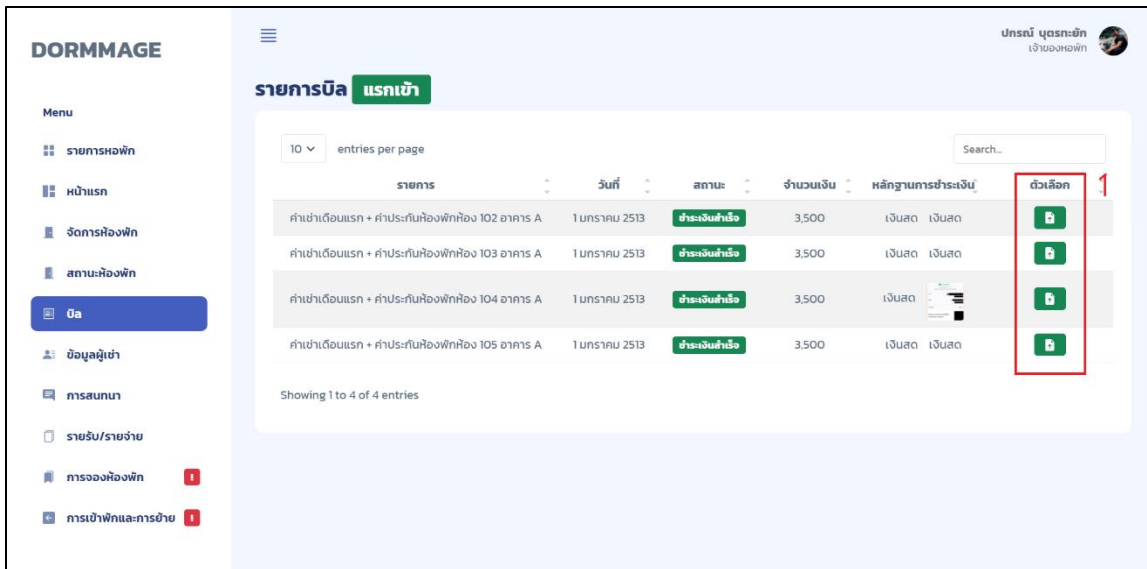 DORMMAGE
ปกรณ์ บุตรทะยัก
เจ้าของหอพัก
รายการบิล แรกเข้า
Menu
รายการหอพัก
หน้าแรก
จัดการห้องพัก
สถานะห้องพัก
บิล
ข้อมูลผู้เช่า
การสนทนา
รายรับ/รายจ่าย
การจองห้องพัก !
การเข้าพักและการย้าย !
10 entries per page Search...
รายการ วันที่ สถานะ จำนวนเงิน หลักฐานการชำระเงิน ตัวเลือก 1
ค่าเช่าเดือนแรก + ค่าประกันห้องพักห้อง 102 อาคาร A 1 มกราคม 2513 ชำระเงินสำเร็จ 3,500 เงินสด เงินสด
ค่าเช่าเดือนแรก + ค่าประกันห้องพักห้อง 103 อาคาร A 1 มกราคม 2513 ชำระเงินสำเร็จ 3,500 เงินสด เงินสด
ค่าเช่าเดือนแรก + ค่าประกันห้องพักห้อง 104 อาคาร A 1 มกราคม 2513 ชำระเงินสำเร็จ 3,500 เงินสด
ค่าเช่าเดือนแรก + ค่าประกันห้องพักห้อง 105 อาคาร A 1 มกราคม 2513 ชำระเงินสำเร็จ 3,500 เงินสด เงินสด
Showing 1 to 4 of 4 entries